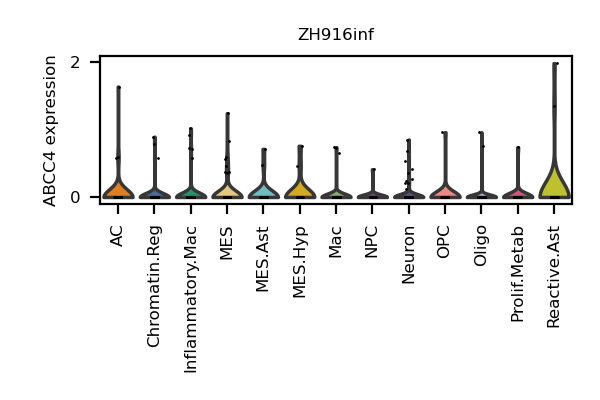 ZH916inf
ABCC4 expression
2
0
AC
Chromatin.Reg
Inflammatory.Mac
MES
MES.Ast
MES.Hyp
Mac
NPC
Neuron
OPC
Oligo
Prolif.Metab
Reactive.Ast